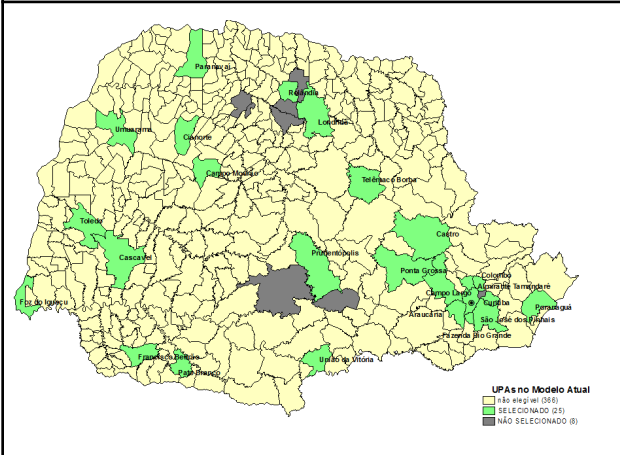 Paranavaí
Rolândia
Londrina
Umuarama
Cianorte
Campo Mourão
Telêmaco Borba
Toledo
Castro
Cascavel
Prudentópolis
Ponta Grossa
Colombo
Almirante Tamandaré
Foz do Iguaçu
Campo Largo
Curitiba
Paranaguá
Araucária
São José dos Pinhais
Fazenda Rio Grande
Francisco Beltrão
União da Vitória
Pato Branco
UPAs no Modelo Atual
não elegível (366)
SELECIONADO (25)
NÃO SELECIONADO (8)